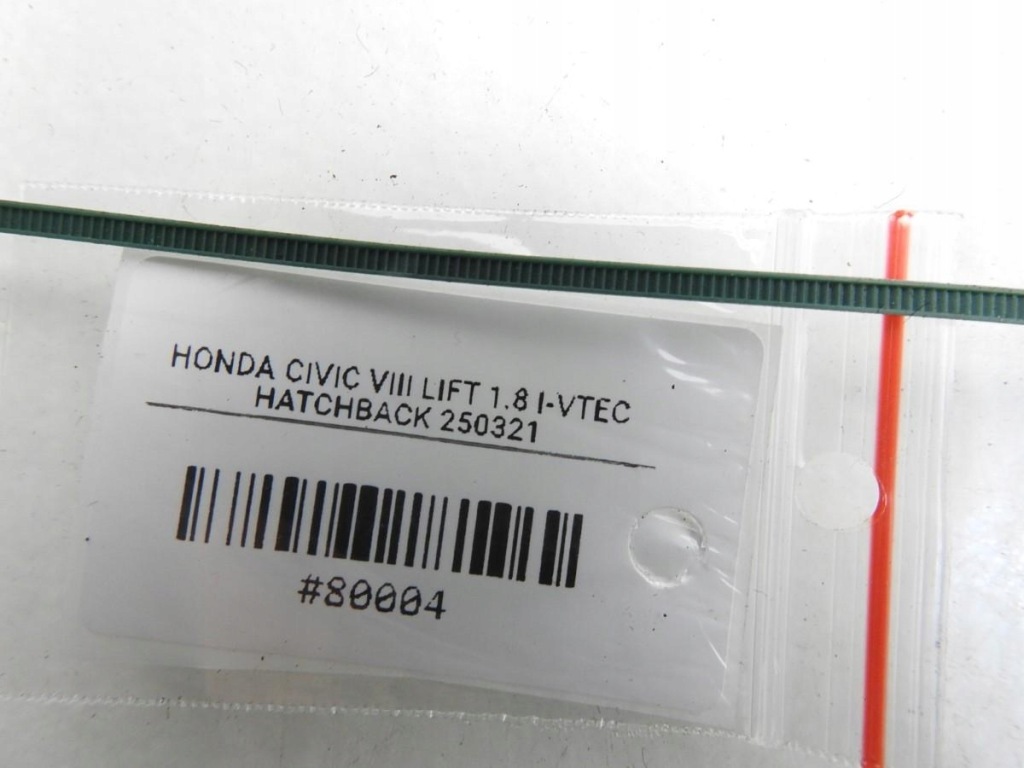 HONDA CIVIC VIII LIFT 1.8 I-VTEC
HATCHBACK 250321
#80004